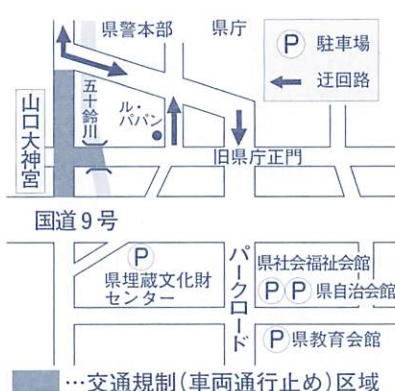 県警本部
県庁
Ⓟ 駐車場
迂回路
五十鈴川
ル・
パパン
山口大神宮
旧県庁正門
国道9号
Ⓟ
県埋蔵文化財
センター
パークロード
県社会福祉会館
ⓅⓅ県自治会館
Ⓟ県教育会館
…交通規制(車両通行止め)区域